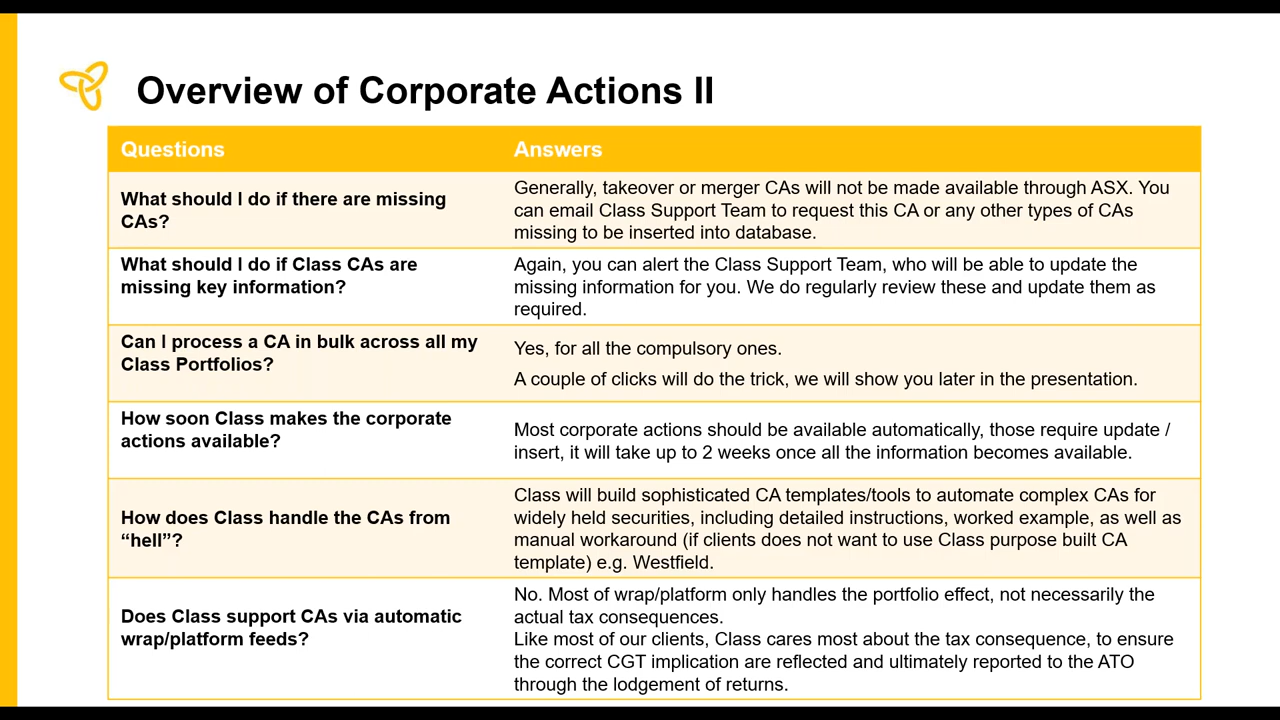 Overview of Corporate Actions II
Questions
Answers
What should I do if there are missing
CAs?
Generally, takeover or merger CAs will not be made available through ASX. You
can email Class Support Team to request this CA or any other types of CAs
missing to be inserted into database.
What should I do if Class CAs are
missing key information?
Again, you can alert the Class Support Team, who will be able to update the
missing information for you. We do regularly review these and update them as
required.
Can I process a CA in bulk across all my
Class Portfolios?
Yes, for all the compulsory ones.
A couple of clicks will do the trick, we will show you later in the presentation.
How soon Class makes the corporate
actions available?
Most corporate actions should be available automatically, those require update /
insert, it will take up to 2 weeks once all the information becomes available.
How does Class handle the CAs from
“hell”?
Class will build sophisticated CA templates/tools to automate complex CAs for
widely held securities, including detailed instructions, worked example, as well as
manual workaround (if clients does not want to use Class purpose built CA
template) e.g. Westfield.
Does Class support CAs via automatic
wrap/platform feeds?
No. Most of wrap/platform only handles the portfolio effect, not necessarily the
actual tax consequences.
Like most of our clients, Class cares most about the tax consequence, to ensure
the correct CGT implication are reflected and ultimately reported to the ATO
through the lodgement of returns.